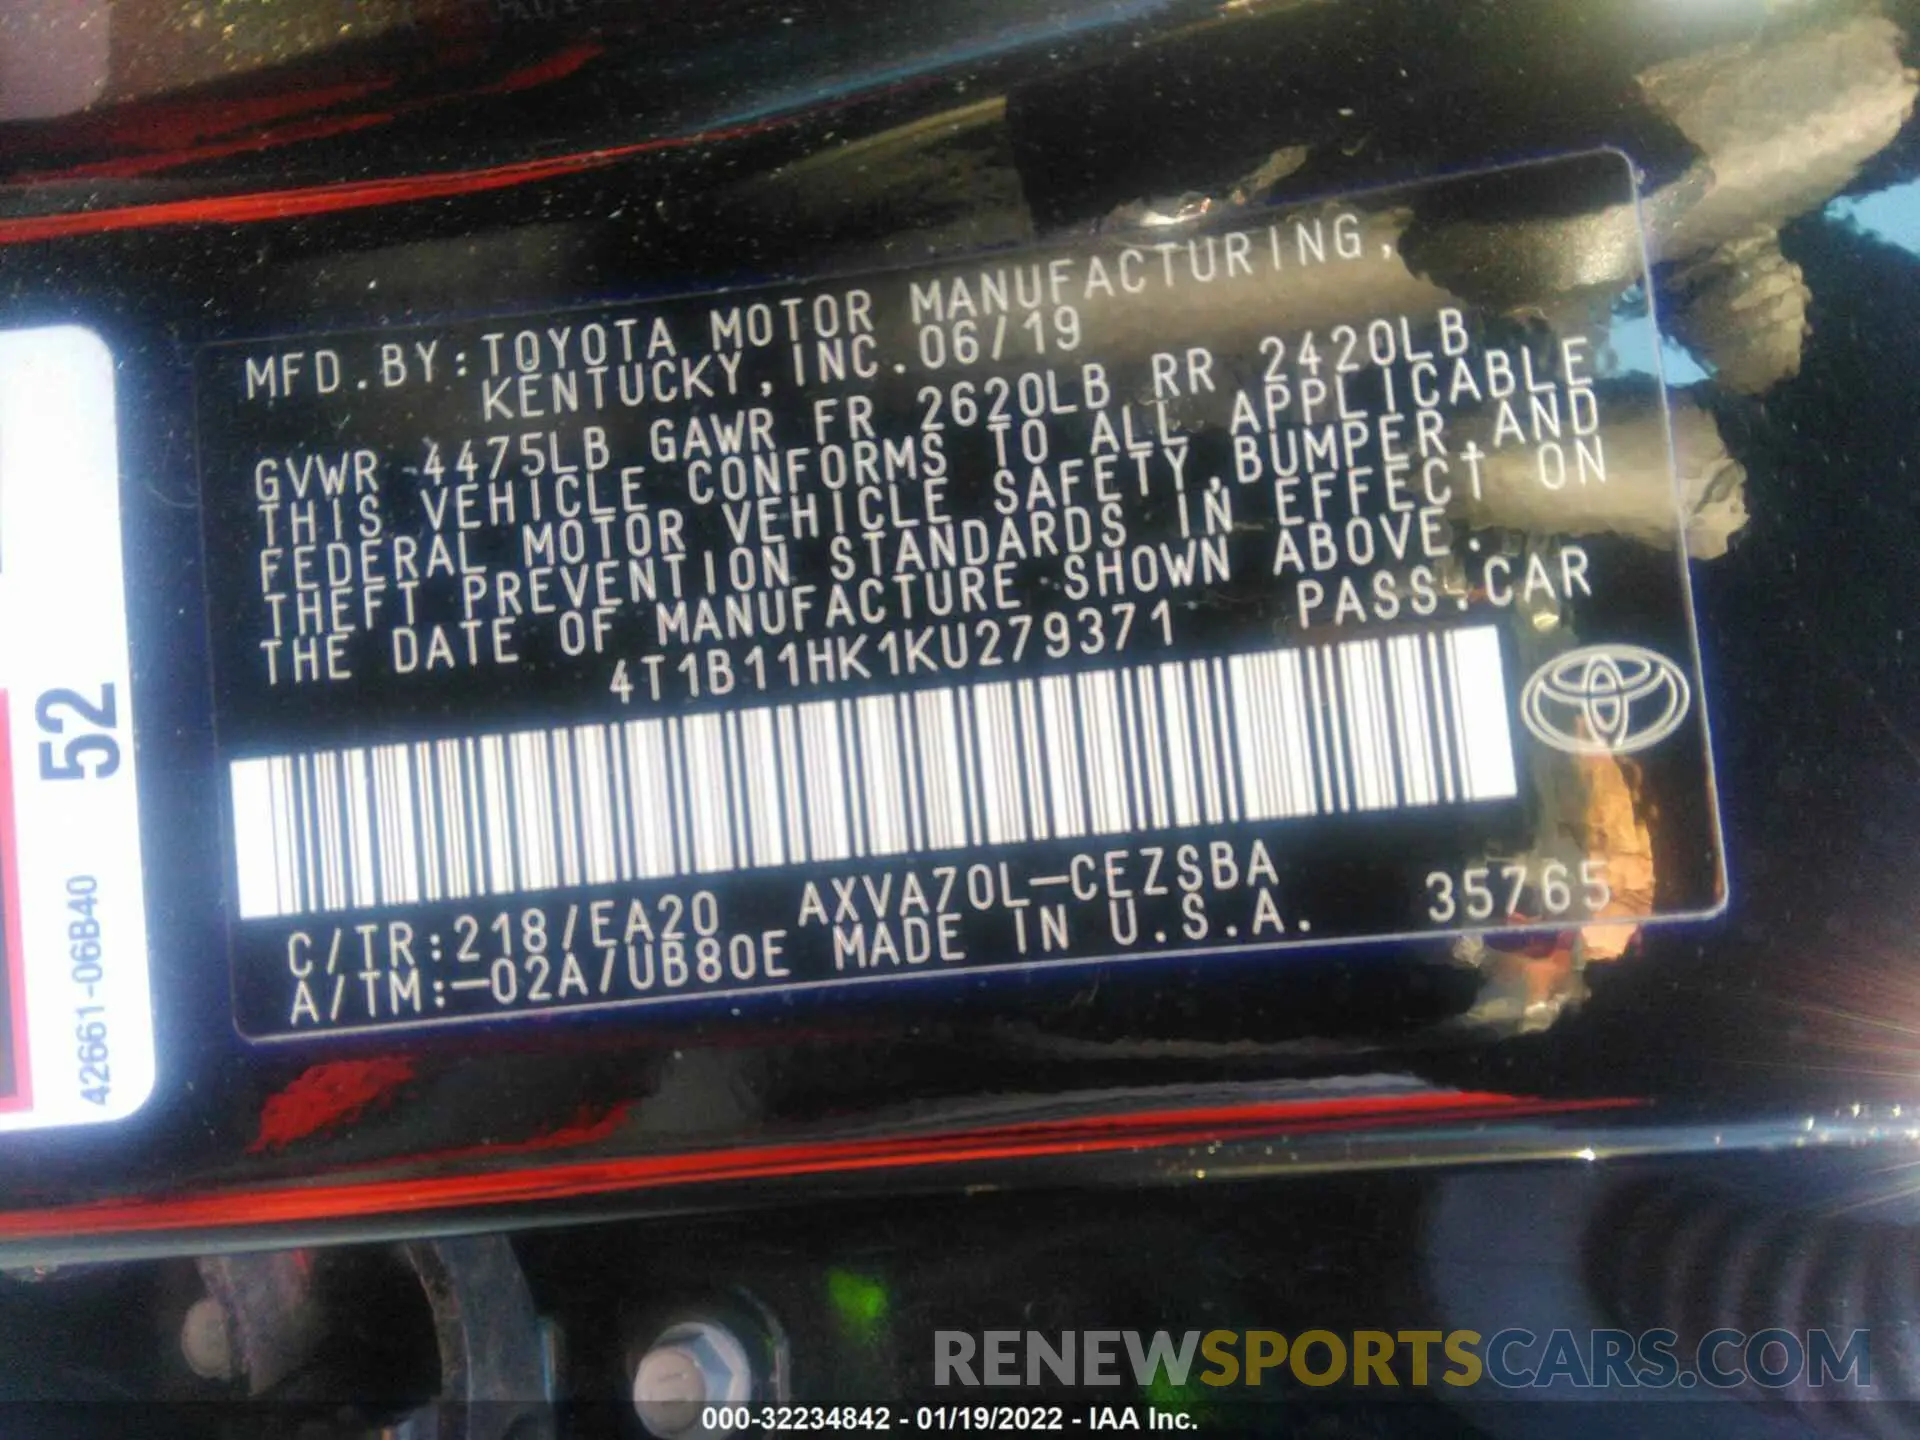 MFD.BY:TOYOTA MOTOR MANUFACTURING,
KENTUCKY,INC.06/19
GVWR 4475LB GAWR FR 2620LB RR 2420LB
THIS VEHICLE CONFORMS TO ALL APPLICABLE
FEDERAL MOTOR VEHICLE SAFETY,BUMPER,AND
THEFT PREVENTION STANDARDS IN EFFECT ON
THE DATE OF MANUFACTURE SHOWN ABOVE.
4T1B11HK1KU279371 PASS.CAR
C/TR:218/EA20 AXVA70L-CEZSBA 35765
A/TM:-02A/UB80E MADE IN U.S.A.
52
42661-06B40
RENEWSPORTSCARS.COM
000-32234842 - 01/19/2022 - IAA Inc.